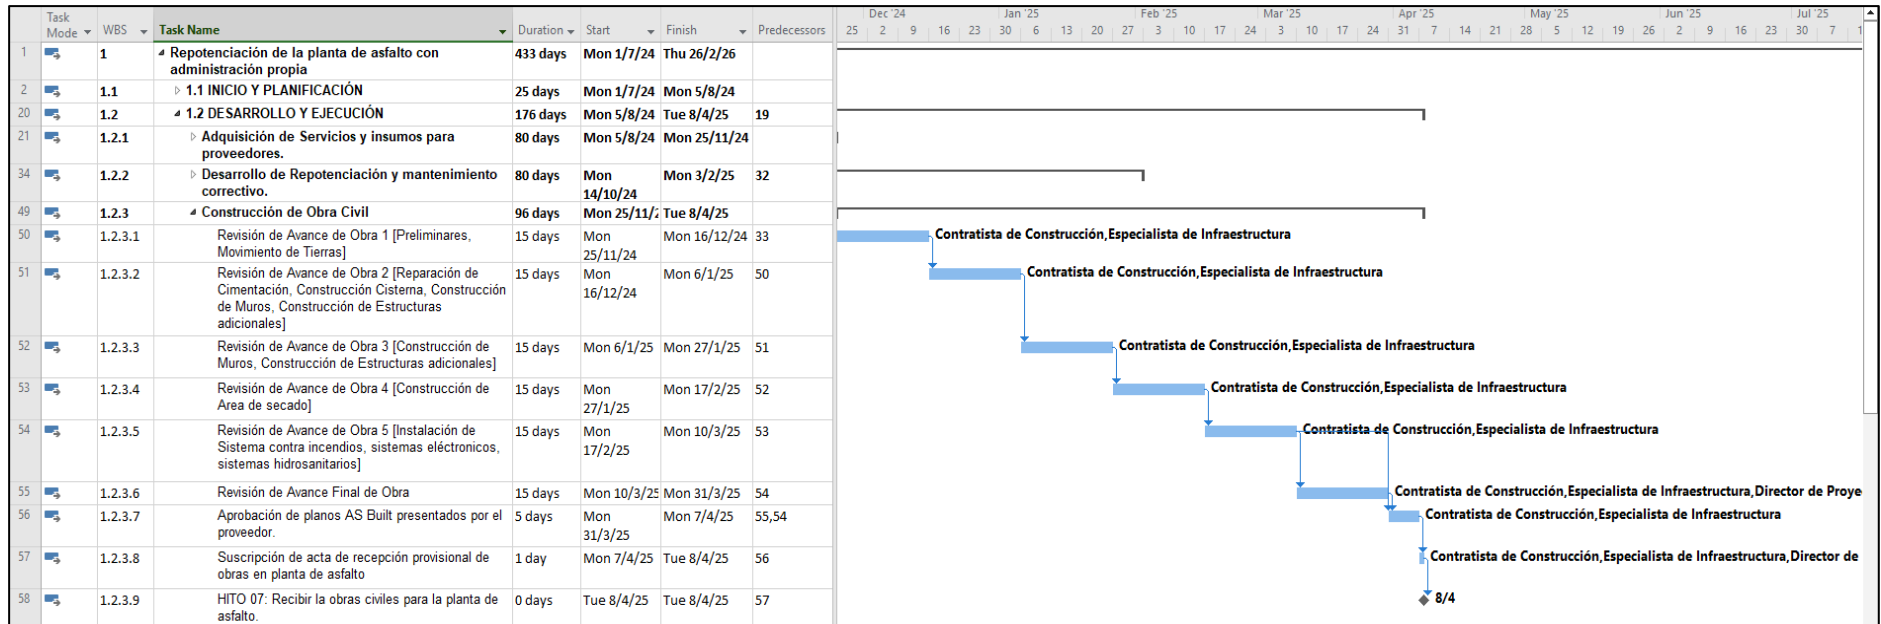 Task Mode WBS Task Name Duration Start Finish Predecessors
Dec '24 Jan '25 Feb '25 Mar '25 Apr '25 May '25 Jun '25 Jul '25
25 2 9 16 23 30 6 13 20 27 3 10 17 24 3 10 17 24 31 7 14 21 28 5 12 19 26 2 9 16 23 30 7 1
1 1 Repotenciación de la planta de asfalto con 433 days Mon 1/7/24 Thu 26/2/26
administración propia
2 1.1 1.1 INICIO Y PLANIFICACIÓN 25 days Mon 1/7/24 Mon 5/8/24
20 1.2 1.2 DESARROLLO Y EJECUCIÓN 176 days Mon 5/8/24 Tue 8/4/25 19
21 1.2.1 Adquisición de Servicios y insumos para 80 days Mon 5/8/24 Mon 25/11/24
proveedores.
34 1.2.2 Desarrollo de Repotenciación y mantenimiento 80 days Mon Mon 3/2/25 32
correctivo. 14/10/24
49 1.2.3 Construcción de Obra Civil 96 days Mon 25/11/2 Tue 8/4/25
50 1.2.3.1 Revisión de Avance de Obra 1 [Preliminares, 15 days Mon Mon 16/12/24 33 Contratista de Construcción,Especialista de Infraestructura
Movimiento de Tierras] 25/11/24
51 1.2.3.2 Revisión de Avance de Obra 2 [Reparación de 15 days Mon Mon 6/1/25 50 Contratista de Construcción,Especialista de Infraestructura
Cimentación, Construcción Cisterna, Construcción 16/12/24
de Muros, Construcción de Estructuras
adicionales]
52 1.2.3.3 Revisión de Avance de Obra 3 [Construcción de 15 days Mon 6/1/25 Mon 27/1/25 51 Contratista de Construcción,Especialista de Infraestructura
Muros, Construcción de Estructuras adicionales]
53 1.2.3.4 Revisión de Avance de Obra 4 [Construcción de 15 days Mon Mon 17/2/25 52 Contratista de Construcción,Especialista de Infraestructura
Area de secado] 27/1/25
54 1.2.3.5 Revisión de Avance de Obra 5 [Instalación de 15 days Mon Mon 10/3/25 53 Contratista de Construcción,Especialista de Infraestructura
Sistema contra incendios, sistemas eléctronicos, 17/2/25
sistemas hidrosanitarios]
55 1.2.3.6 Revisión de Avance Final de Obra 15 days Mon 10/3/25 Mon 31/3/25 54 Contratista de Construcción,Especialista de Infraestructura,Director de Proye
56 1.2.3.7 Aprobación de planos AS Built presentados por el 5 days Mon Mon 7/4/25 55,54 Contratista de Construcción,Especialista de Infraestructura
proveedor. 31/3/25
57 1.2.3.8 Suscripción de acta de recepción provisional de 1 day Mon 7/4/25 Tue 8/4/25 56 Contratista de Construcción,Especialista de Infraestructura,Director de
obras en planta de asfalto
58 1.2.3.9 HITO 07: Recibir la obras civiles para la planta de 0 days Tue 8/4/25 Tue 8/4/25 57 8/4
asfalto.